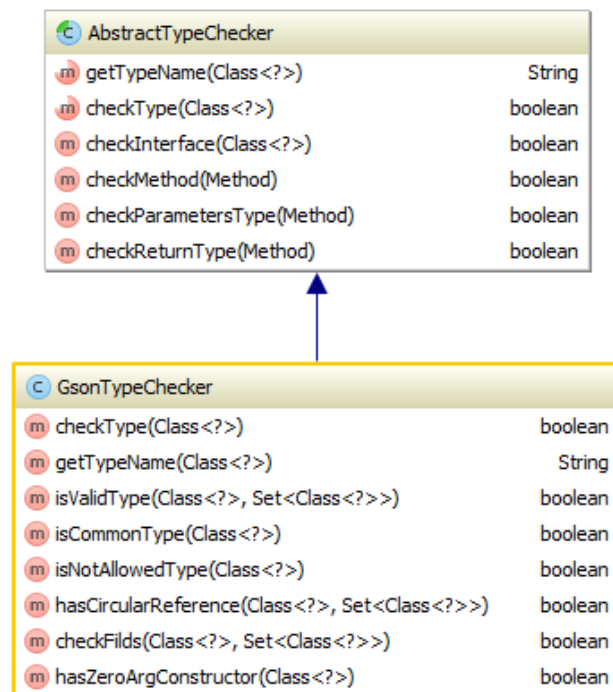 C AbstractTypeChecker
m getTypeName(Class<?>) String
m checkType(Class<?>) boolean
m checkInterface(Class<?>) boolean
m checkMethod(Method) boolean
m checkParametersType(Method) boolean
m checkReturnType(Method) boolean
C GsonTypeChecker
m checkType(Class<?>) boolean
m getTypeName(Class<?>) String
m isValidType(Class<?>, Set<Class<?>>) boolean
m isCommonType(Class<?>) boolean
m isNotAllowedType(Class<?>) boolean
m hasCircularReference(Class<?>, Set<Class<?>>) boolean
m checkFilds(Class<?>, Set<Class<?>>) boolean
m hasZeroArgConstructor(Class<?>) boolean